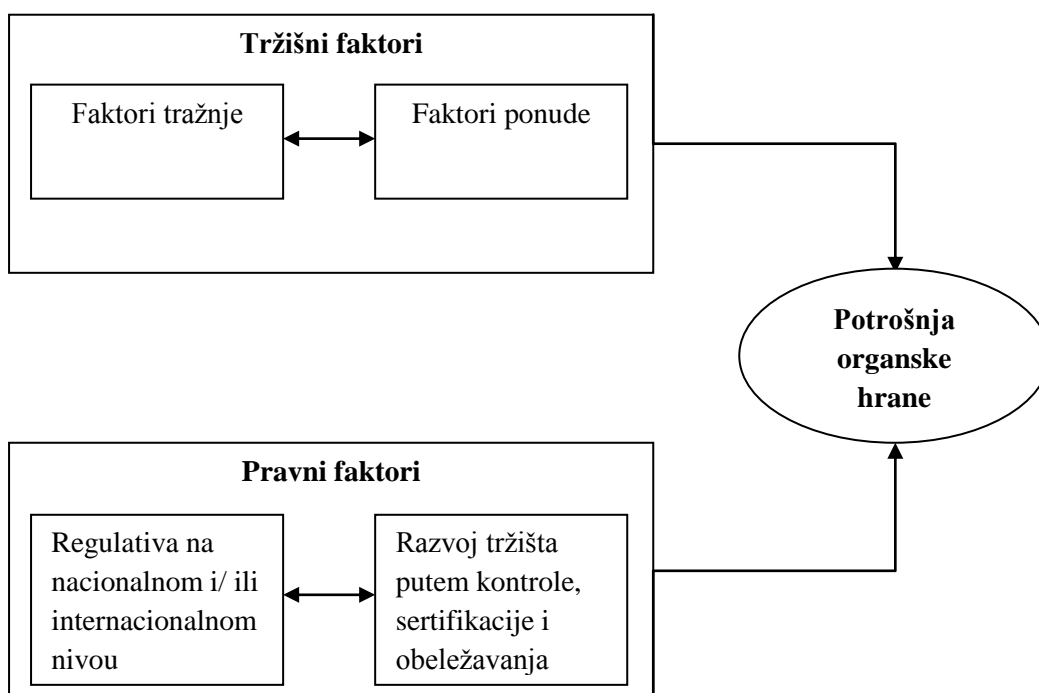 Tržišni faktori
Faktori tražnje
Faktori ponude
Potrošnja
organske
hrane
Pravni faktori
Regulativa na
nacionalnom i/ ili
internacionalnom
nivou
Razvoj tržišta
putem kontrole,
sertifikacije i
obeležavanja